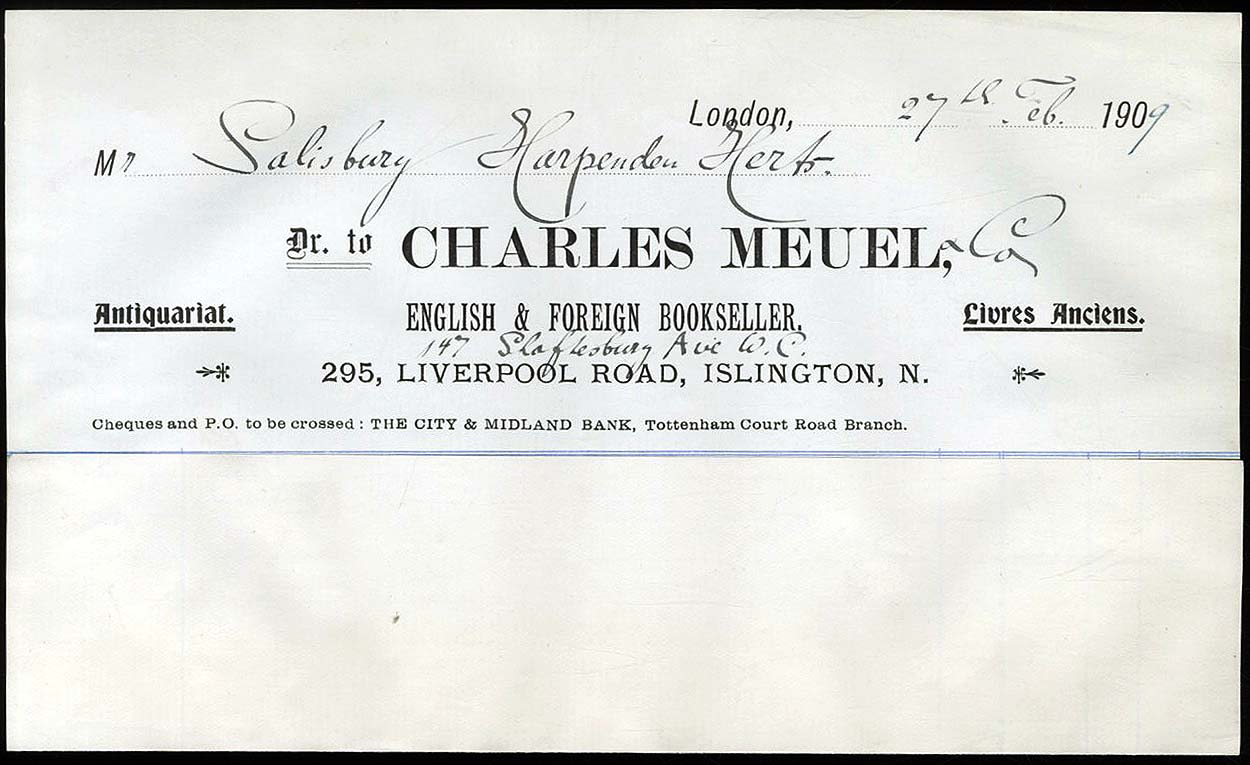 London, 27th Feb. 1909
Mr Salisbury Harpenden Herts.
Dr. to CHARLES MEUEL, & Co
Antiquariat. ENGLISH & FOREIGN BOOKSELLER, Livres Anciens.
147 Shaftesbury Ave W.C.
295, LIVERPOOL ROAD, ISLINGTON, N.
Cheques and P.O. to be crossed: THE CITY & MIDLAND BANK, Tottenham Court Road Branch.